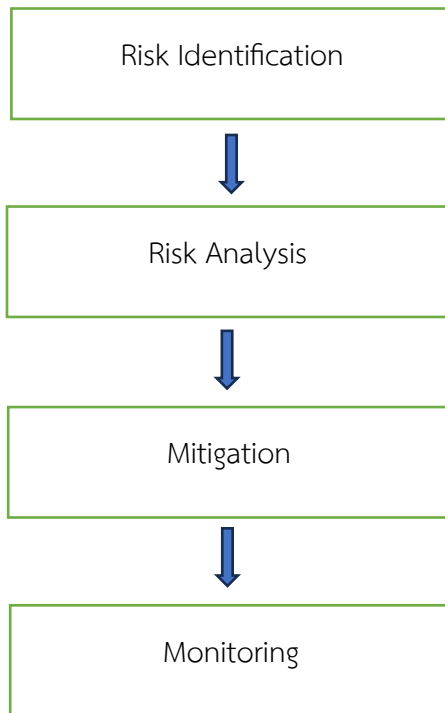 Risk Identification
Risk Analysis
Mitigation
Monitoring